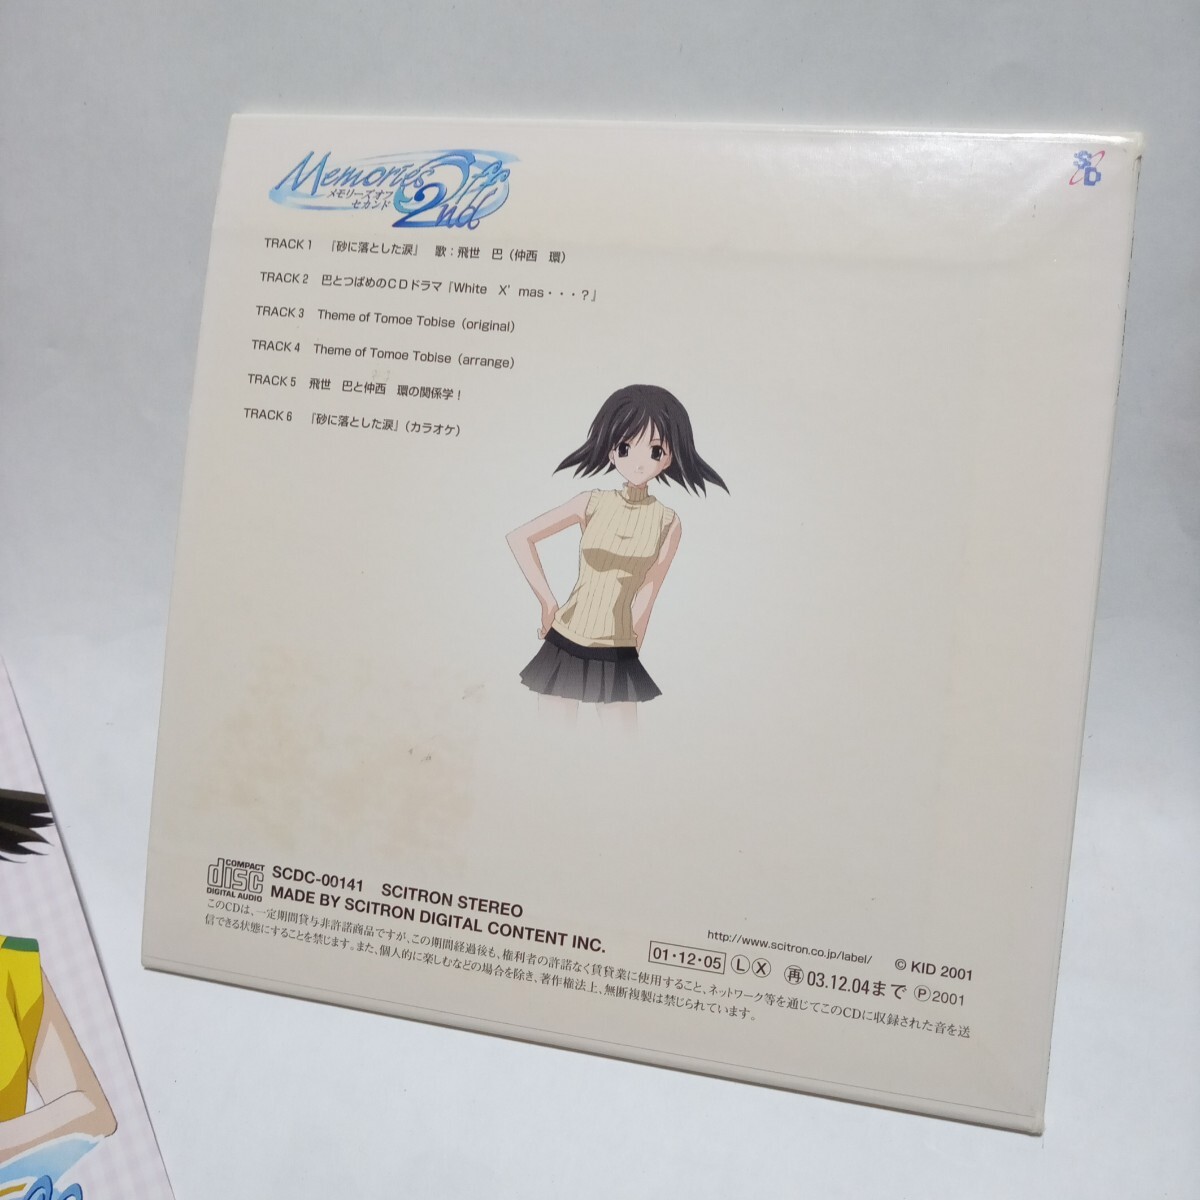 Memories Off
メモリーズオフ
セカンド
2nd
SD
TRACK 1 「砂に落とした涙」 歌：飛世 巴（仲西 環）
TRACK 2 巴とつばめのCDドラマ「White X' mas・・・？」
TRACK 3 Theme of Tomoe Tobise (original)
TRACK 4 Theme of Tomoe Tobise (arrange)
TRACK 5 飛世 巴と仲西 環の関係学！
TRACK 6 「砂に落とした涙」（カラオケ）
COMPACT
disc
DIGITAL AUDIO
SCDC-00141 SCITRON STEREO
MADE BY SCITRON DIGITAL CONTENT INC.
http://www.scitron.co.jp/label/ © KID 2001
01・12・05 Ⓛ Ⓧ ㊢再 03.12.04まで Ⓟ2001
このCDは、一定期間貸与非許諾商品ですが、この期間経過後も、権利者の許諾なく賃貸業に使用すること、ネットワーク等を通じてこのCDに収録された音を送
信できる状態にすることを禁じます。また、個人的に楽しむなどの場合を除き、著作権法上、無断複製は禁じられています。